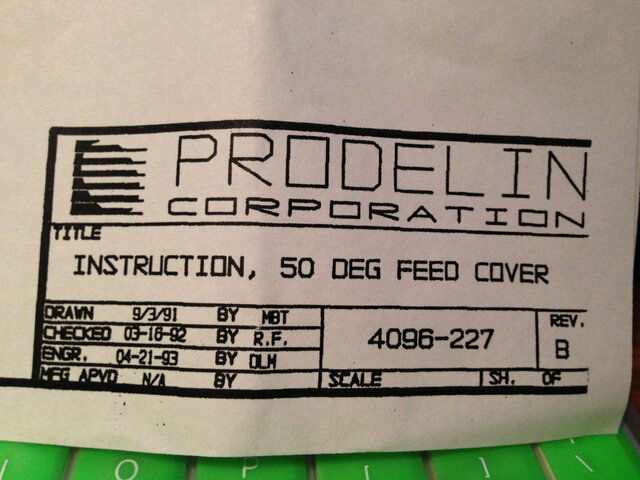 PRODELIN
CORPORATION
TITLE
INSTRUCTION, 50 DEG FEED COVER
DRAWN 9/3/91 BY MBT
CHECKED 03-16-92 BY R.F.
ENGR. 04-21-93 BY DLM
MFG APVD N/A BY
4096-227
REV.
B
SCALE
SH. OF
O P [ ] \